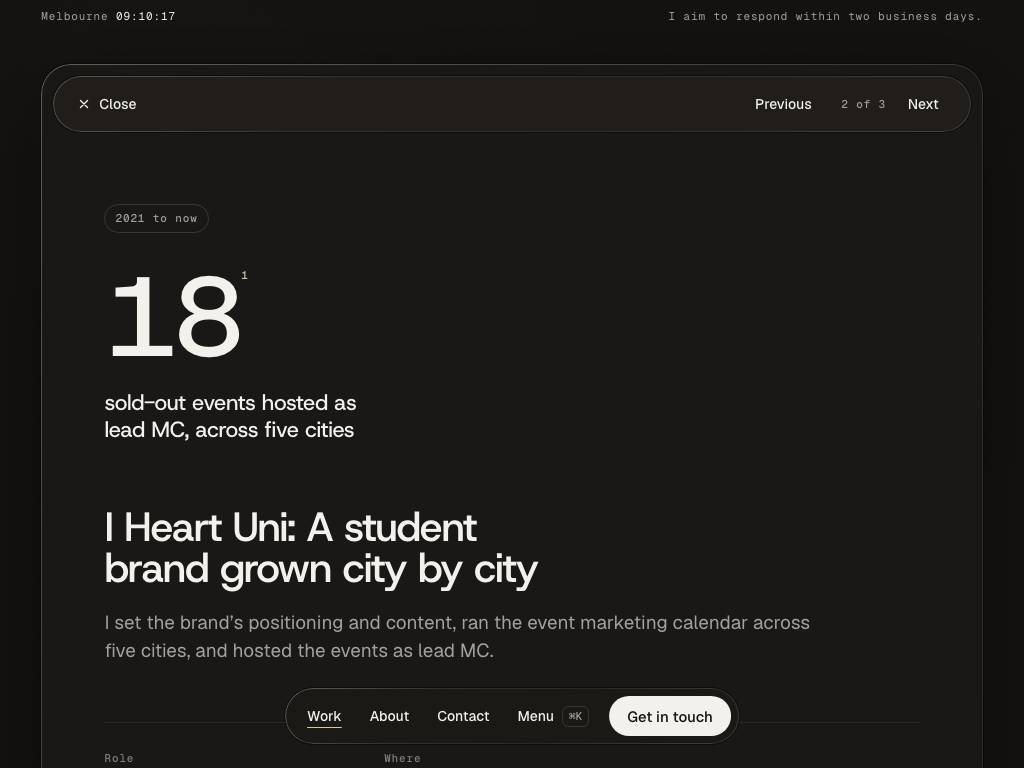 Melbourne 09:10:17
I aim to respond within two business days.
× Close
Previous
2 of 3
Next
2021 to now
18 1
sold-out events hosted as
lead MC, across five cities
I Heart Uni: A student
brand grown city by city
I set the brand’s positioning and content, ran the event marketing calendar across
five cities, and hosted the events as lead MC.
Work
About
Contact
Menu ⌘K
Get in touch
Role
Where